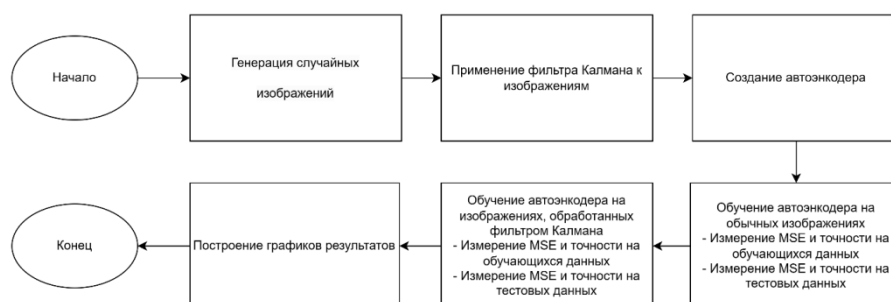 Начало
Генерация случайных
изображений
Применение фильтра Калмана к
изображениям
Создание автоэнкодера
Обучение автоэнкодера на
обычных изображениях
- Измерение MSE и точности на
обучающихся данных
- Измерение MSE и точности на
тестовых данных
Обучение автоэнкодера на
изображениях, обработанных
фильтром Калмана
- Измерение MSE и точности на
обучающихся данных
- Измерение MSE и точности на
тестовых данных
Построение графиков результатов
Конец